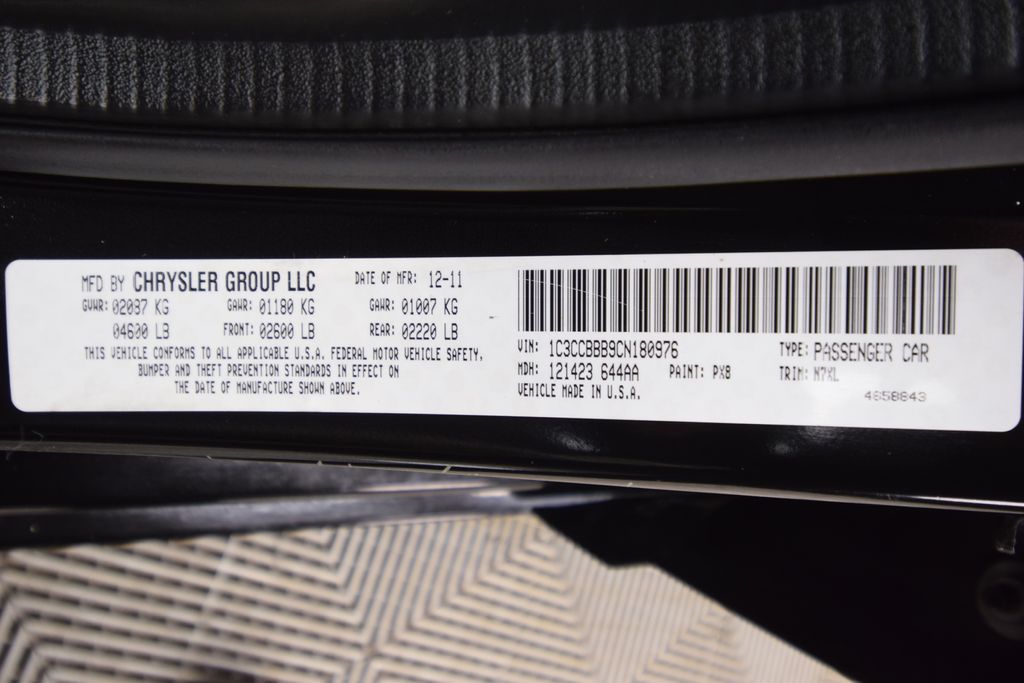 MFD BY CHRYSLER GROUP LLC DATE OF MFR: 12-11
GVWR: 02087 KG GAWR: 01180 KG GAWR: 01007 KG
04600 LB FRONT: 02600 LB REAR: 02220 LB
THIS VEHICLE CONFORMS TO ALL APPLICABLE U.S.A. FEDERAL MOTOR VEHICLE SAFETY,
BUMPER AND THEFT PREVENTION STANDARDS IN EFFECT ON
THE DATE OF MANUFACTURE SHOWN ABOVE.
VIN: 1C3CCBBB9CN180976 TYPE: PASSENGER CAR
MDH: 121423 644AA PAINT: PX8 TRIM: N7XL
VEHICLE MADE IN U.S.A. 4658843